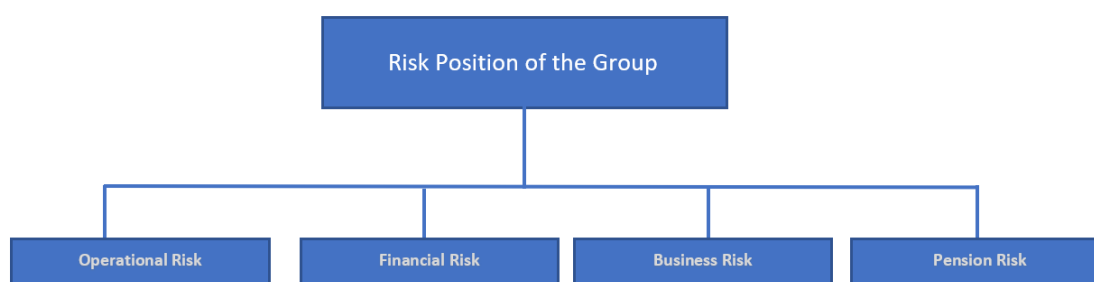 Risk Position of the Group
Operational Risk
Financial Risk
Business Risk
Pension Risk